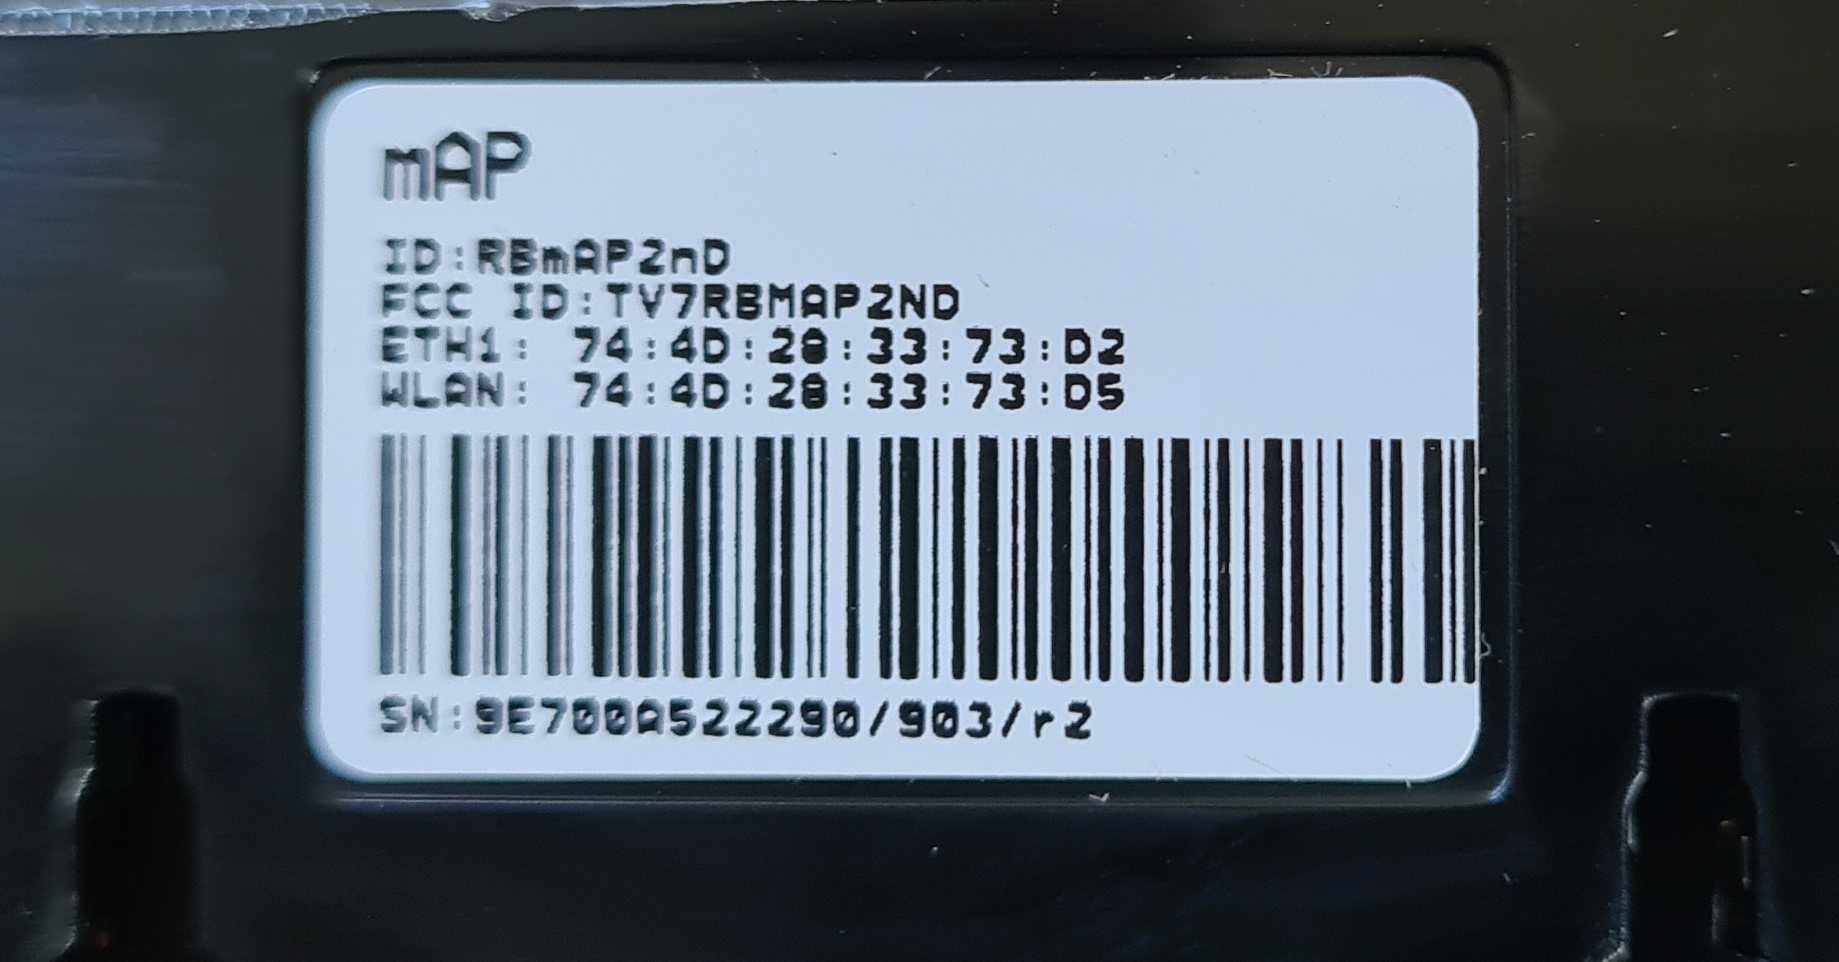 mAP
ID:RBmAP2nD
FCC ID:TV7RBMAP2ND
ETH1: 74:4D:28:33:73:D2
WLAN: 74:4D:28:33:73:D5
SN:9E700A522290/903/r2